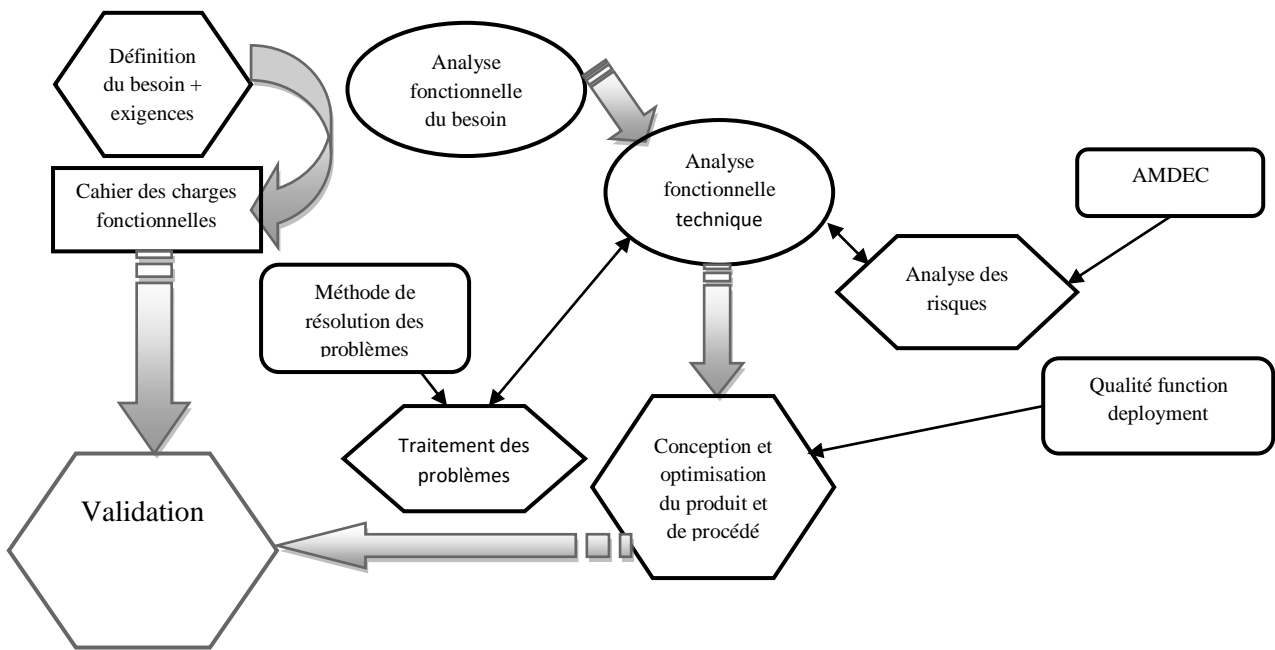 Définition
du besoin +
exigences
Analyse
fonctionnelle
du besoin
Cahier des charges
fonctionnelles
Analyse
fonctionnelle
technique
AMDEC
Analyse des
risques
Méthode de
résolution des
problèmes
Qualité function
deployment
Traitement des
problèmes
Conception et
optimisation
du produit et
de procédé
Validation